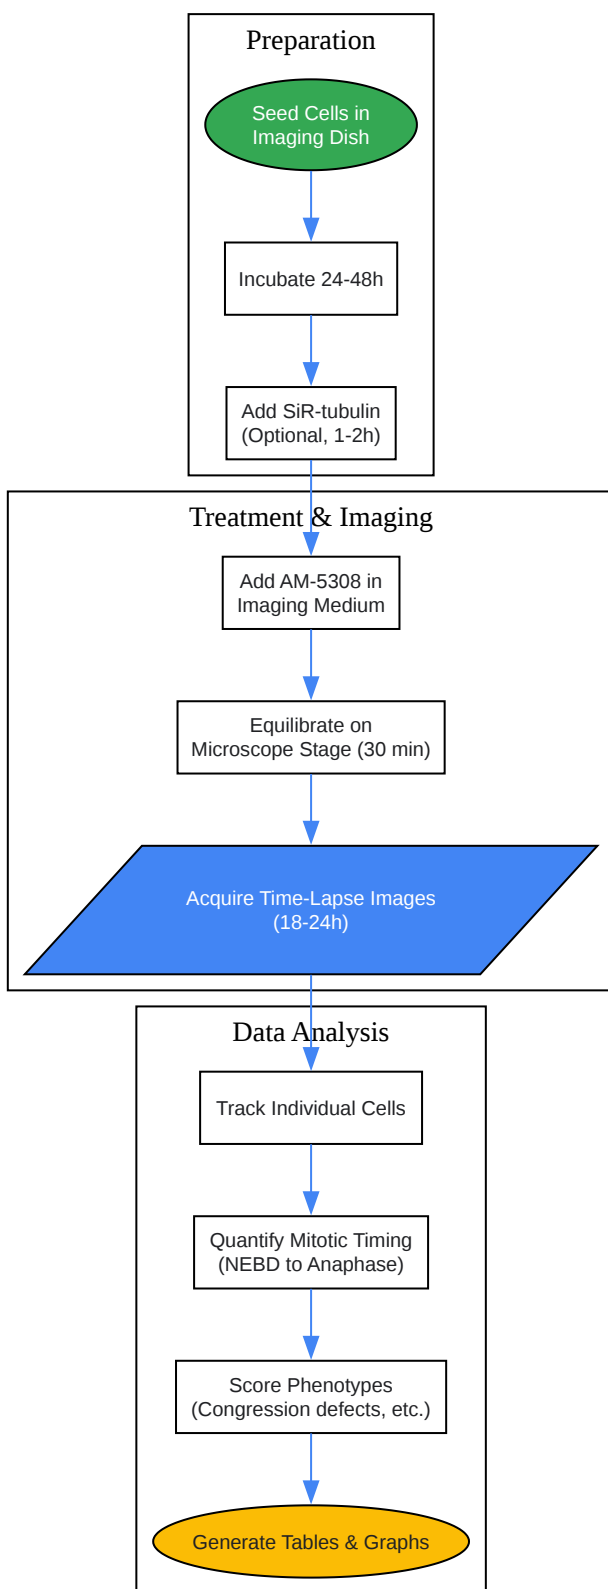 Preparation
Seed Cells in
Imaging Dish
Incubate 24-48h
Add SiR-tubulin
(Optional, 1-2h)
Treatment & Imaging
Add AM-5308 in
Imaging Medium
Equilibrate on
Microscope Stage (30 min)
Acquire Time-Lapse Images
(18-24h)
Data Analysis
Track Individual Cells
Quantify Mitotic Timing
(NEBD to Anaphase)
Score Phenotypes
(Congression defects, etc.)
Generate Tables & Graphs